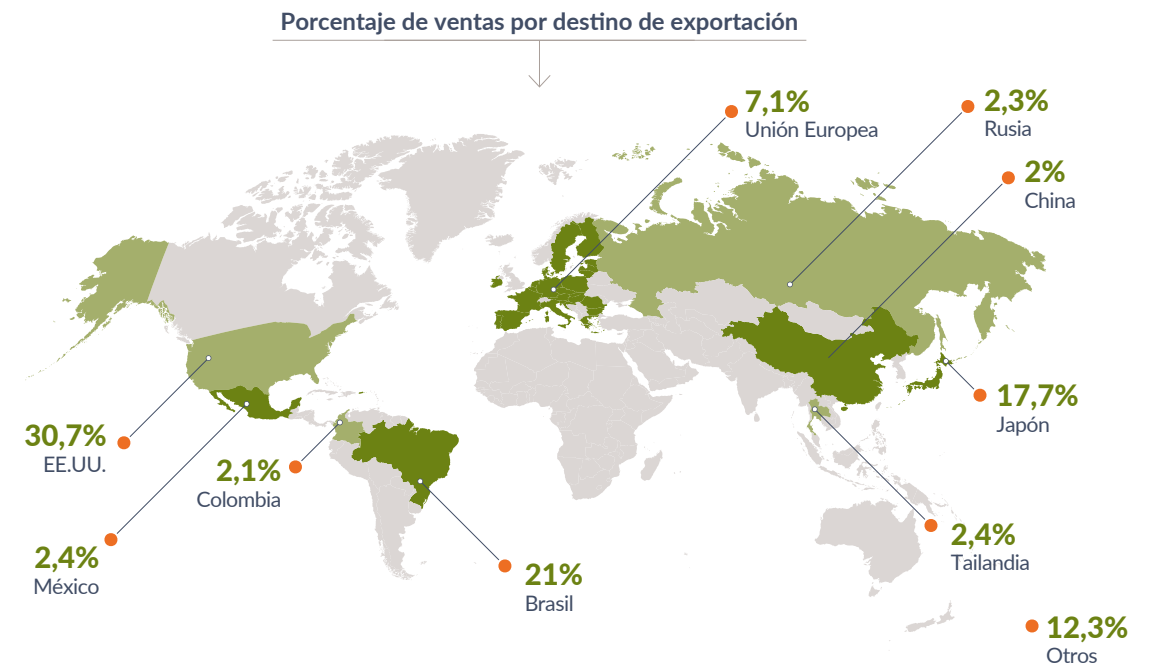 Porcentaje de ventas por destino de exportación
7,1%
Unión Europea
2,3%
Rusia
2%
China
17,7%
Japón
30,7%
EE.UU.
2,1%
Colombia
2,4%
México
21%
Brasil
2,4%
Tailandia
12,3%
Otros